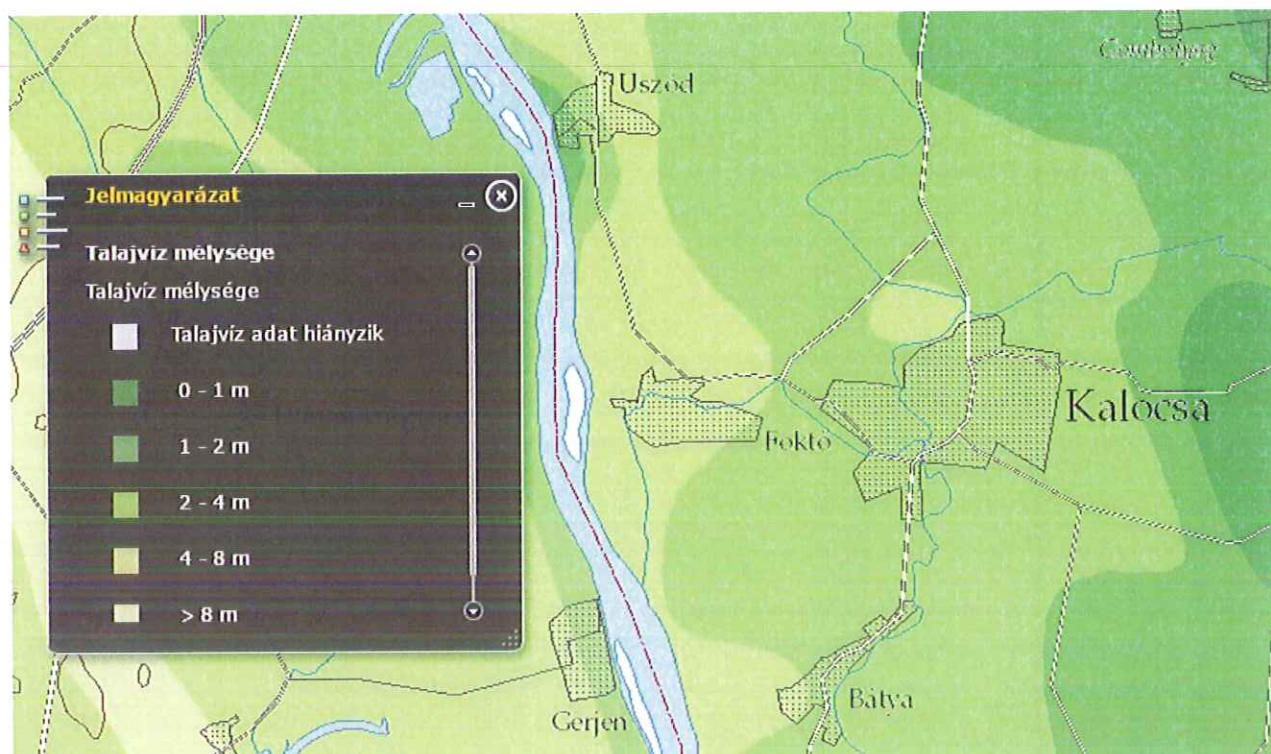 Uszód
Jelmagyarázat
Talajvíz mélysége
Talajvíz mélysége
Talajvíz adat hiányzik
0 - 1 m
1 - 2 m
2 - 4 m
4 - 8 m
> 8 m
Kalocsa
Foktő
Bátya
Gerjen